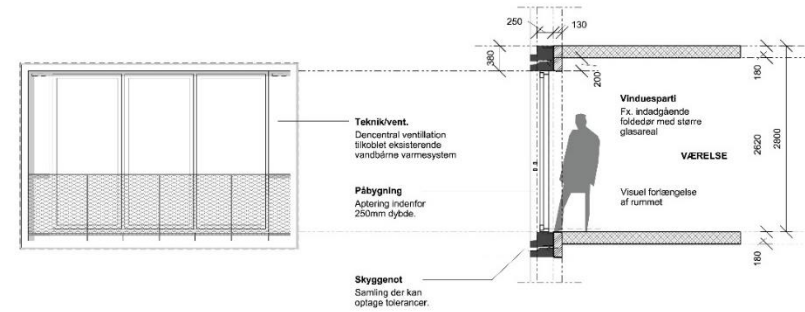 250
130
380
200
180
Teknik/vent.
Dencentral ventillation
tilkoblet eksisterende
vandbårne varmesystem
Vinduesparti
Fx. indadgående
foldedør med større
glasareal
VÆRELSE
2620
2800
Påbygning
Aptering indenfor
250mm dybde.
Visuel forlængelse
af rummet
180
Skyggenot
Samling der kan
optage tolerancer.